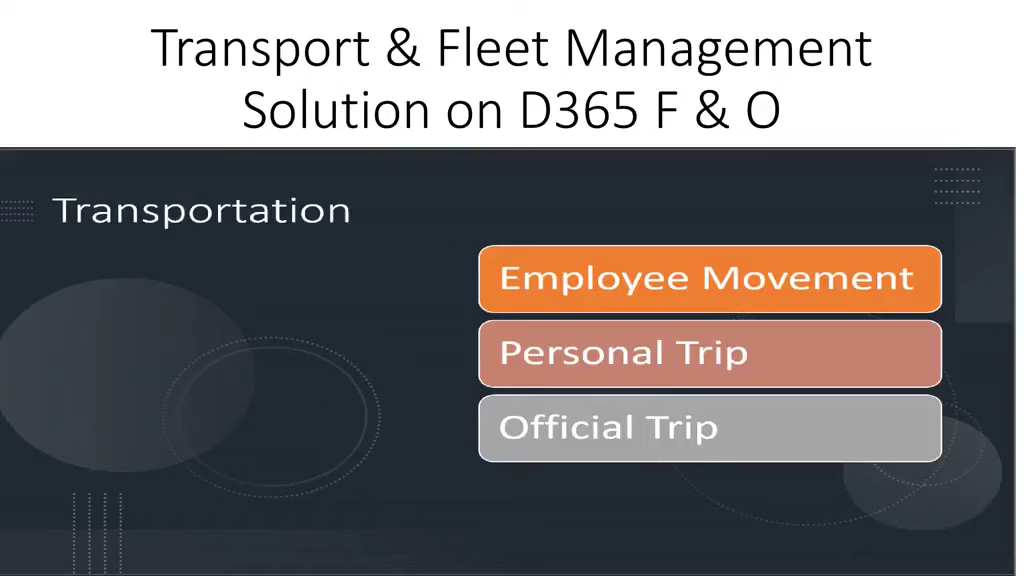 Transport & Fleet Management
Solution on D365 F & O
Transportation
Employee Movement
Personal Trip
Official Trip